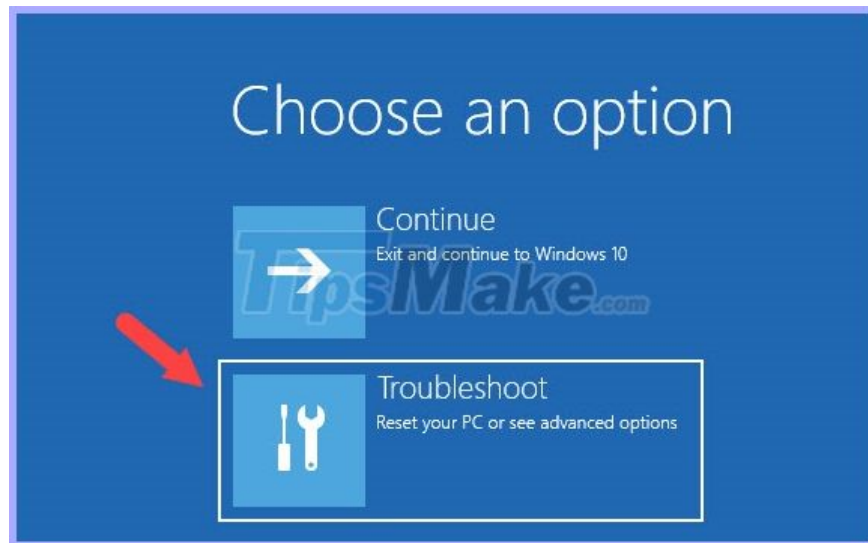 Choose an option
Continue
Exit and continue to Windows 10
TipsMake.com
Troubleshoot
Reset your PC or see advanced options